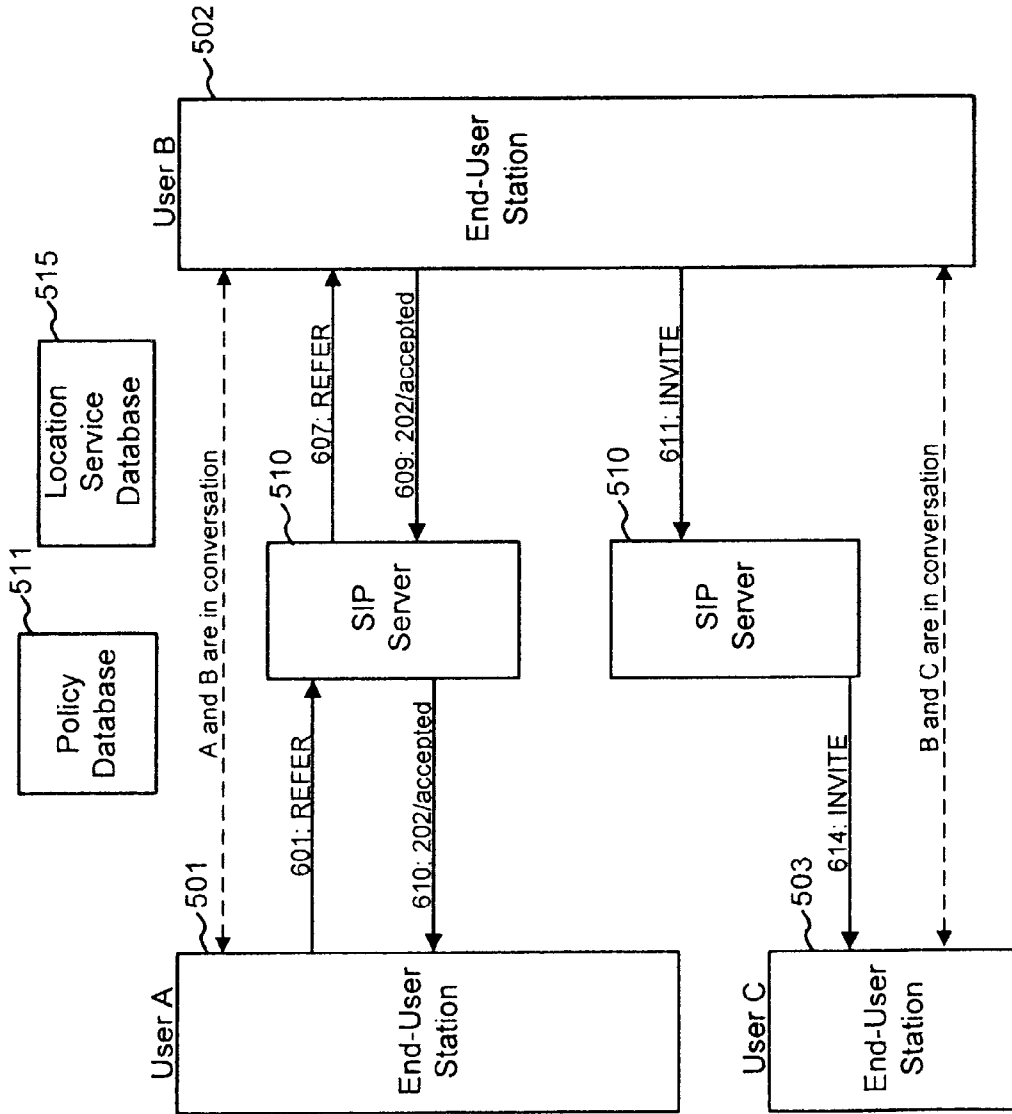 Policy
Database
511
Location
Service
Database
515
User A
501
End-User
Station
User B
502
End-User
Station
A and B are in conversation
601: REFER
607: REFER
510
SIP
Server
609: 202/accepted
610: 202/accepted
611: INVITE
510
SIP
Server
614: INVITE
User C
503
End-User
Station
B and C are in conversation